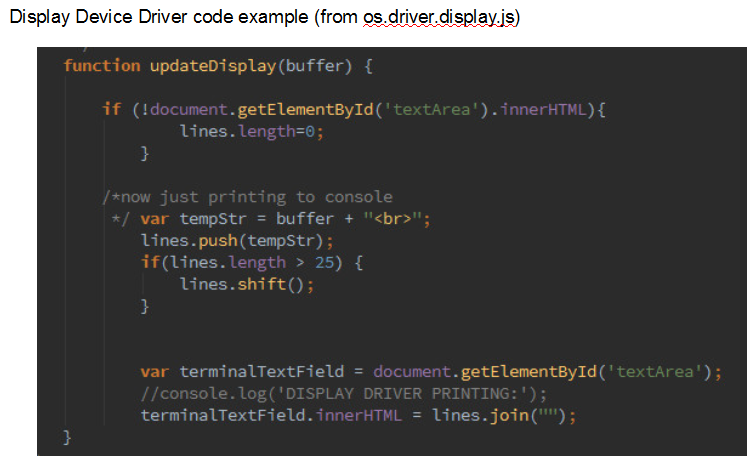 Display Device Driver code example (from os.driver.display.js)
function updateDisplay(buffer) {
if (!document.getElementById('textArea').innerHTML){
lines.length=0;
}
/*now just printing to console
*/ var tempStr = buffer + "<br>";
lines.push(tempStr);
if(lines.length > 25) {
lines.shift();
}
var terminalTextField = document.getElementById('textArea');
//console.log('DISPLAY DRIVER PRINTING:');
terminalTextField.innerHTML = lines.join("");
}